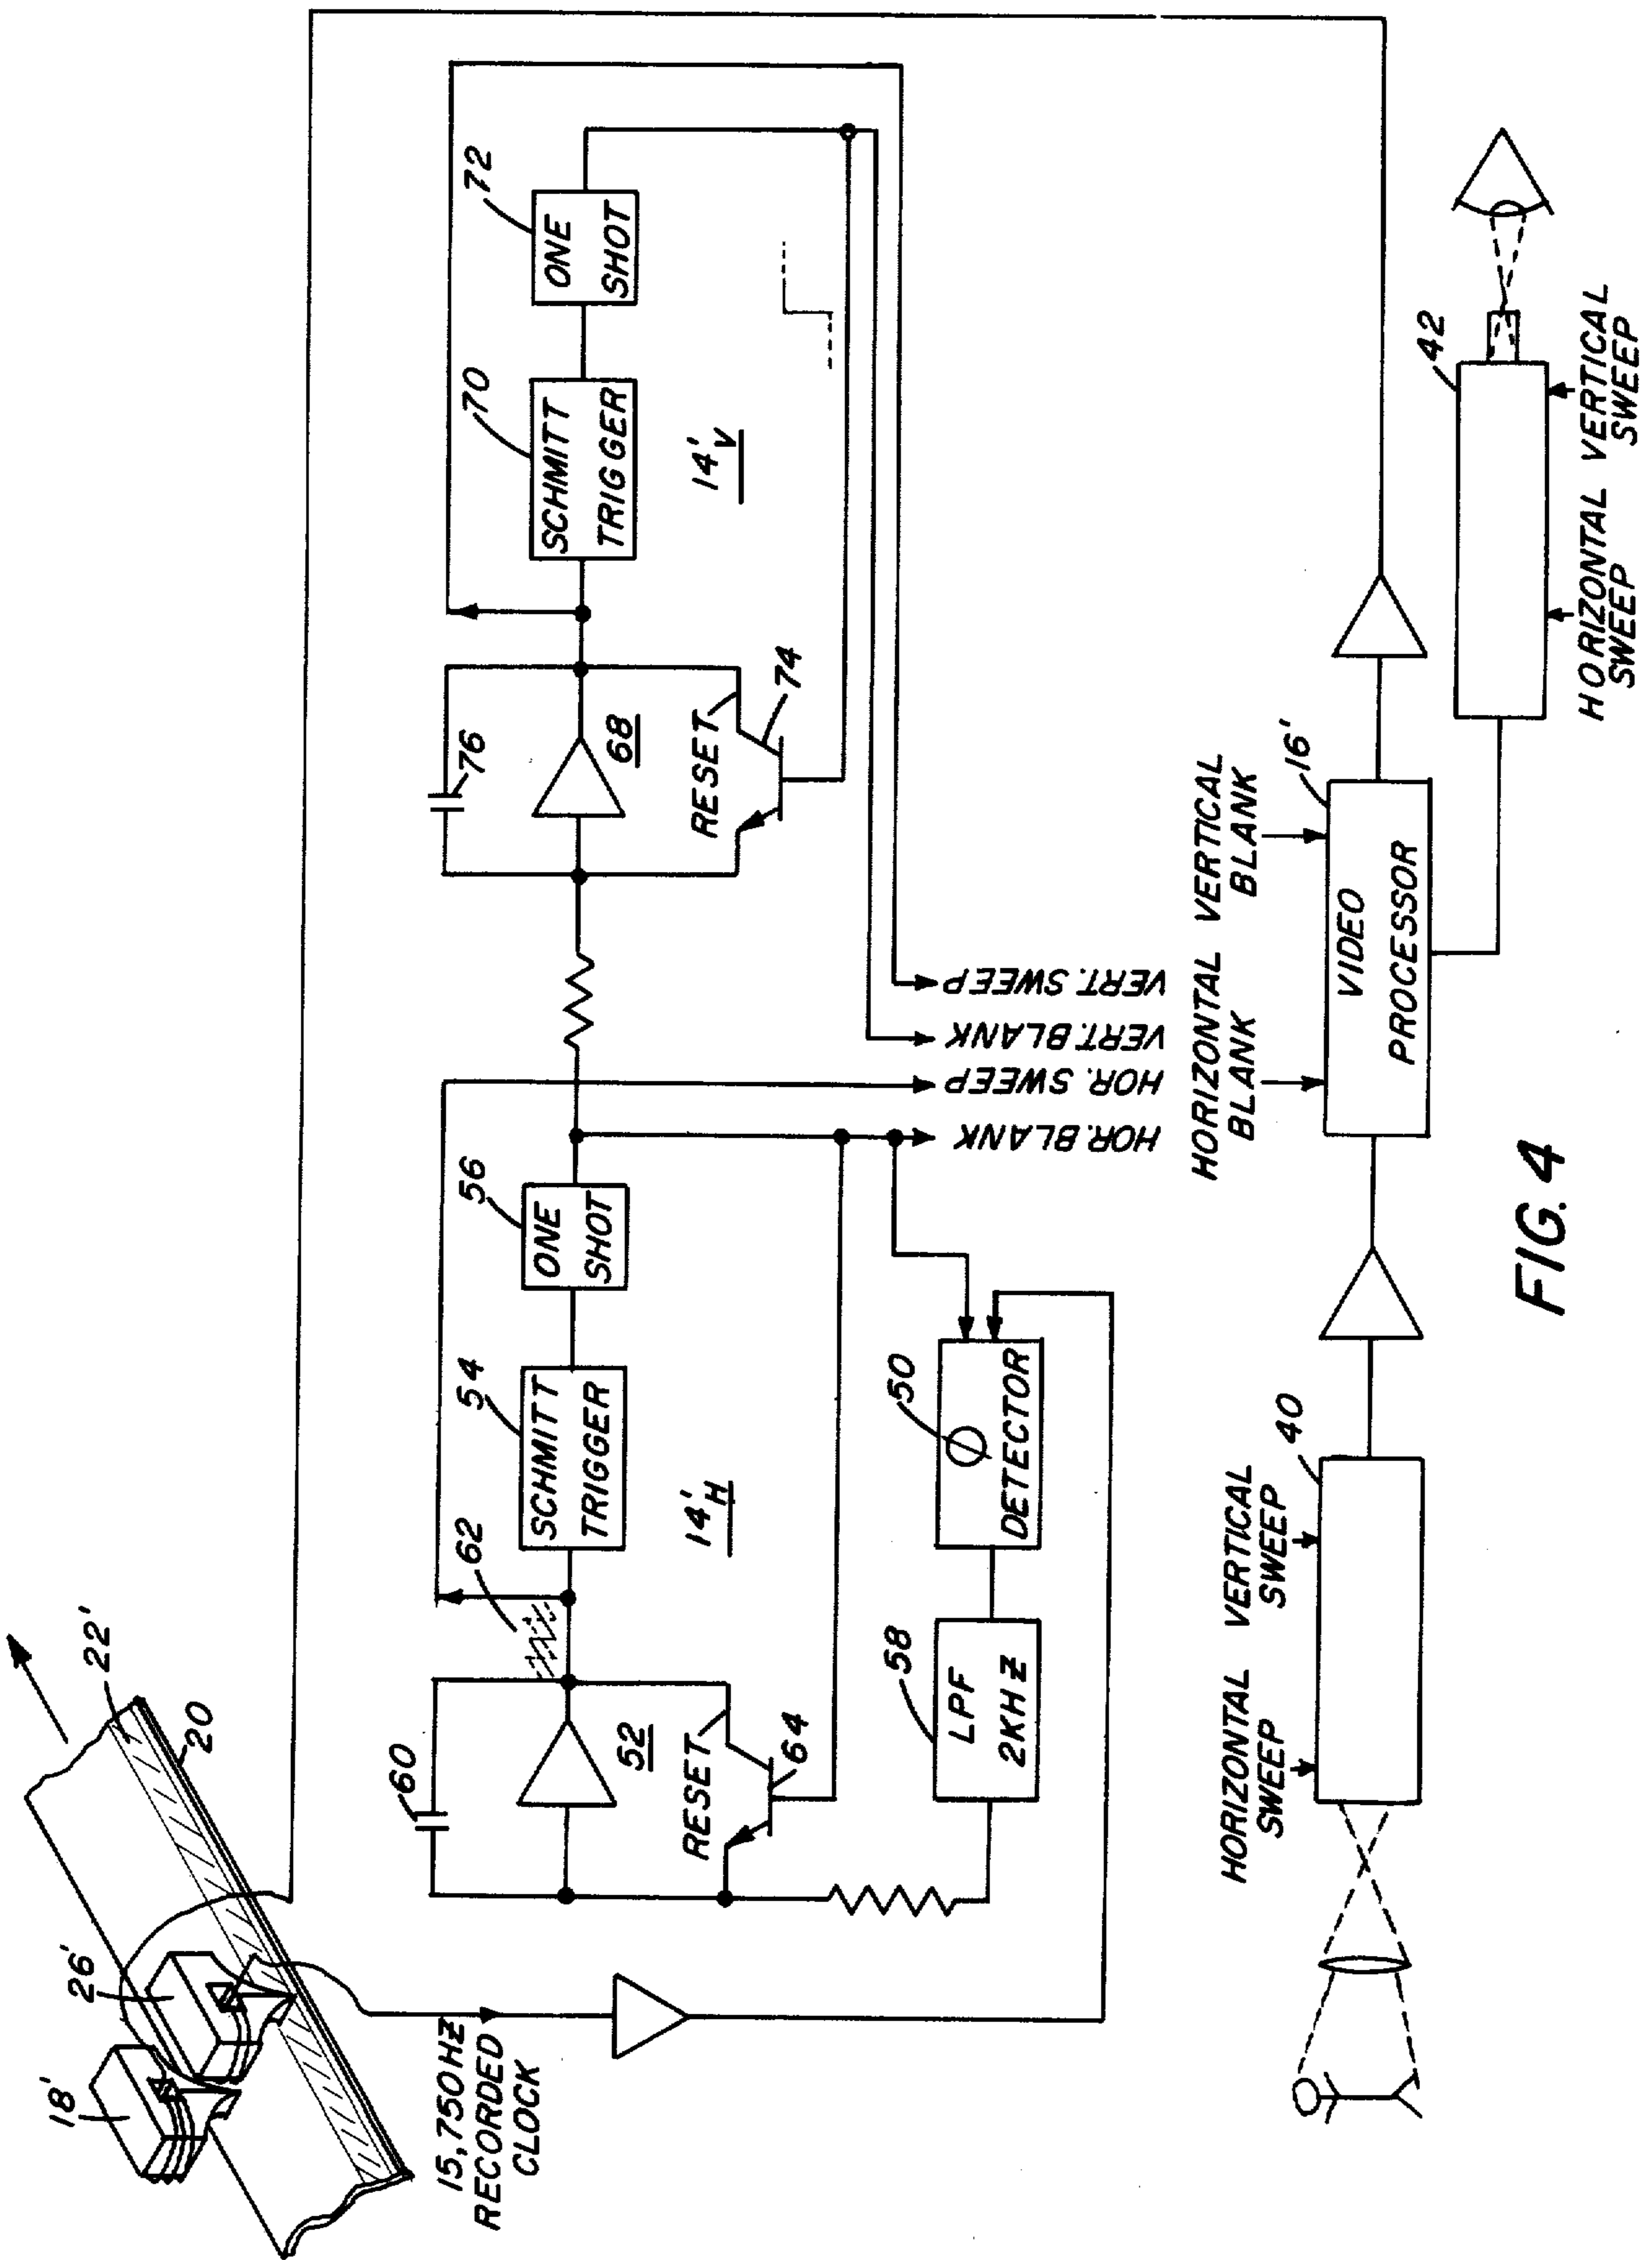 18'
26'
22'
20
15,750HZ
RECORDED
CLOCK
60
52
RESET
64
62
SCHMITT
TRIGGER
54
ONE
SHOT
56
14'H
58
LPF
2KHZ
50
Φ
DETECTOR
76
68
RESET
74
SCHMITT
TRIGGER
70
ONE
SHOT
72
14'V
HOR. BLANK
HOR. SWEEP
VERT. BLANK
VERT. SWEEP
HORIZONTAL
SWEEP
VERTICAL
SWEEP
40
HORIZONTAL
BLANK
VERTICAL
BLANK
16'
VIDEO
PROCESSOR
42
HORIZONTAL
SWEEP
VERTICAL
SWEEP
FIG. 4